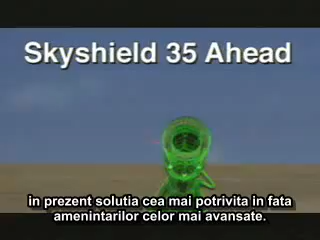 Skyshield 35 Ahead
in prezent solutia cea mai potrivita in fata
amenintarilor celor mai avansate.